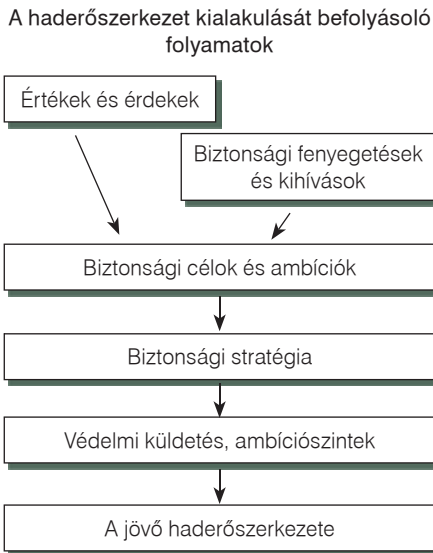 A haderőszerkezet kialakulását befolyásoló
folyamatok
Értékek és érdekek
Biztonsági fenyegetések
és kihívások
Biztonsági célok és ambíciók
Biztonsági stratégia
Védelmi küldetés, ambíciószintek
A jövő haderőszerkezete